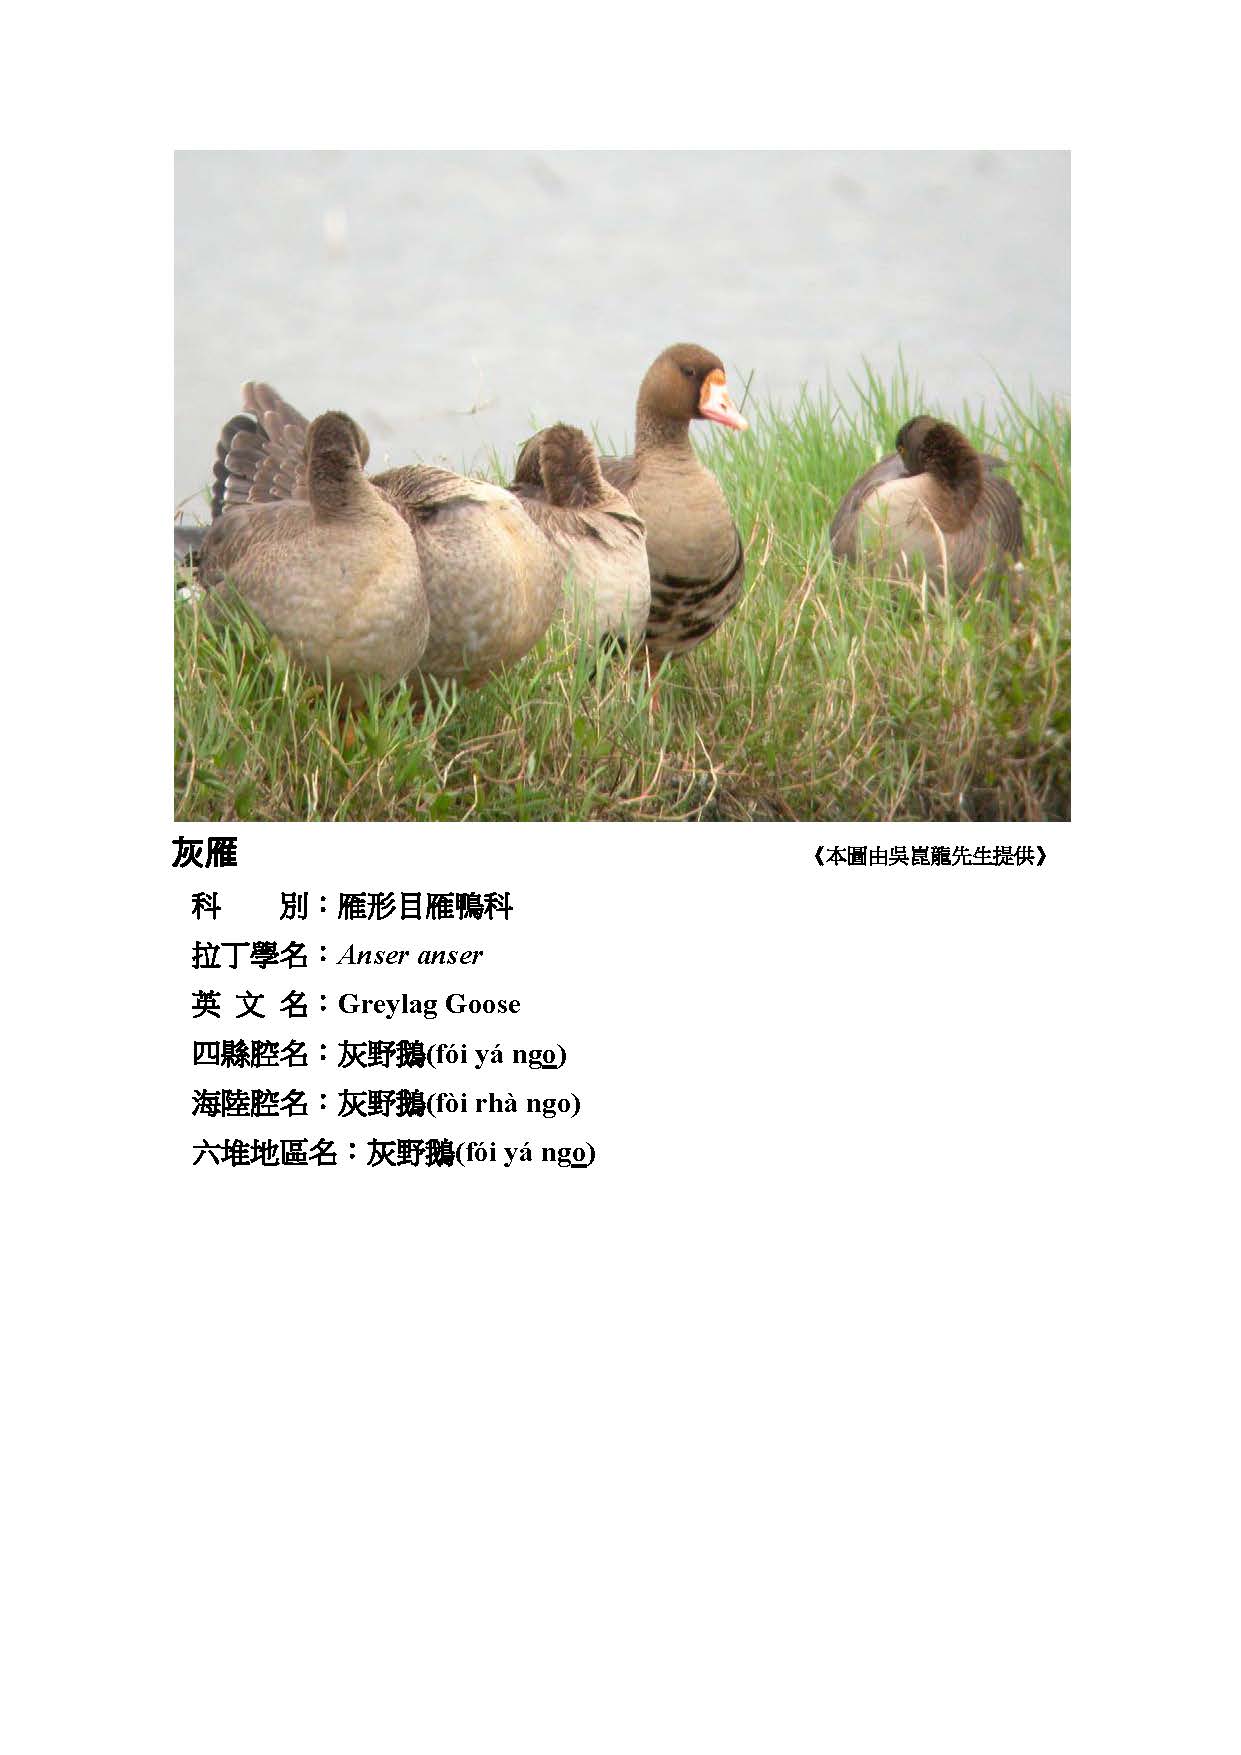 灰雁 《本圖由吳崑龍先生提供》
科 別：雁形目雁鴨科
拉丁學名：Anser anser
英 文 名：Greylag Goose
四縣腔名：灰野鵝(fói yá ngo)
海陸腔名：灰野鵝(fòi rhà ngo)
六堆地區名：灰野鵝(fói yá ngo)